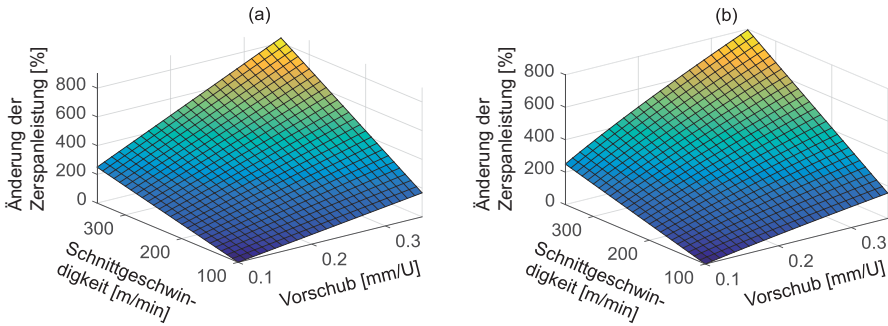 (a)
Änderung der
Zerspanleistung [%]
800
600
400
200
0
300
200
100
Schnittgeschwin-
digkeit [m/min]
0.1
0.2
0.3
Vorschub [mm/U]
(b)
Änderung der
Zerspanleistung [%]
800
600
400
200
0
300
200
100
Schnittgeschwin-
digkeit [m/min]
0.1
0.2
0.3
Vorschub [mm/U]